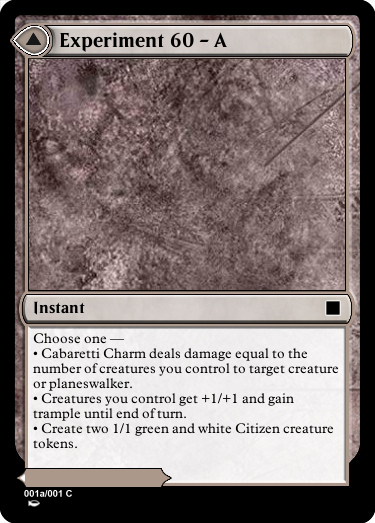 Experiment 60 – A
Instant
Choose one —
• Cabaretti Charm deals damage equal to the
number of creatures you control to target creature
or planeswalker.
• Creatures you control get +1/+1 and gain
trample until end of turn.
• Create two 1/1 green and white Citizen creature
tokens.
001a/001 C